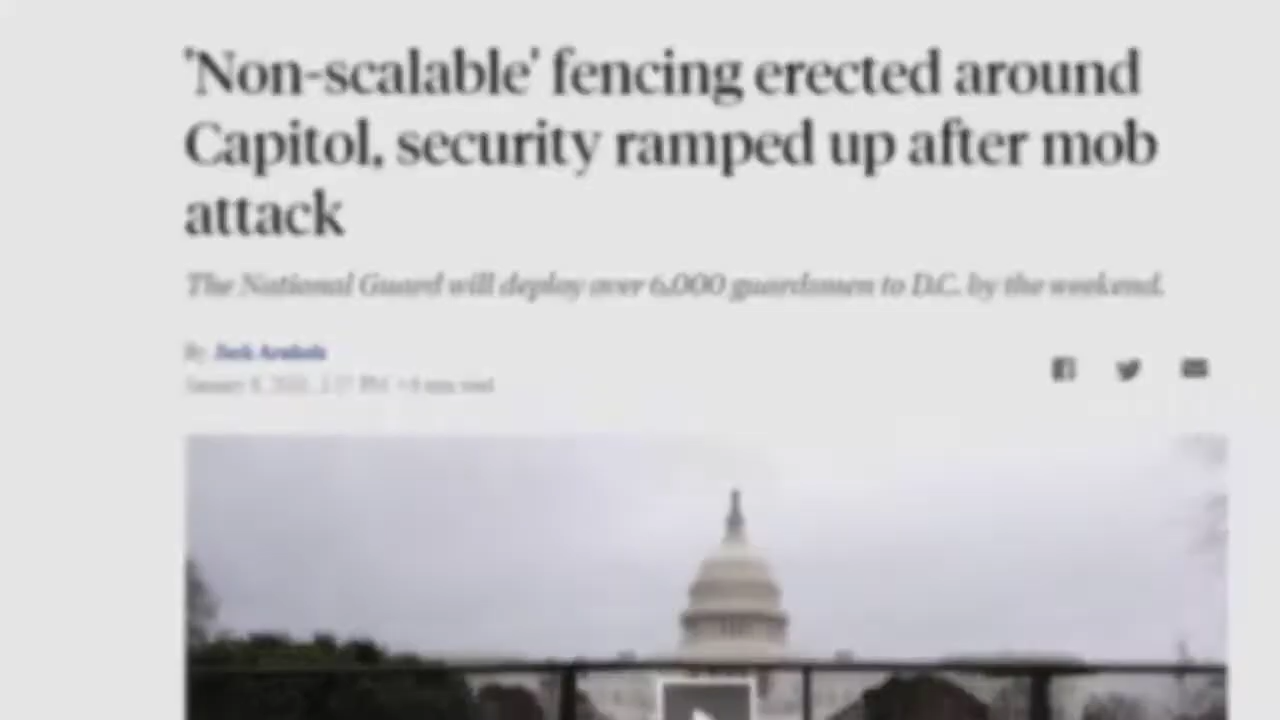 'Non-scalable' fencing erected around
Capitol, security ramped up after mob
attack
The National Guard will deploy over 6,000 guardsmen to D.C. by the weekend.
By